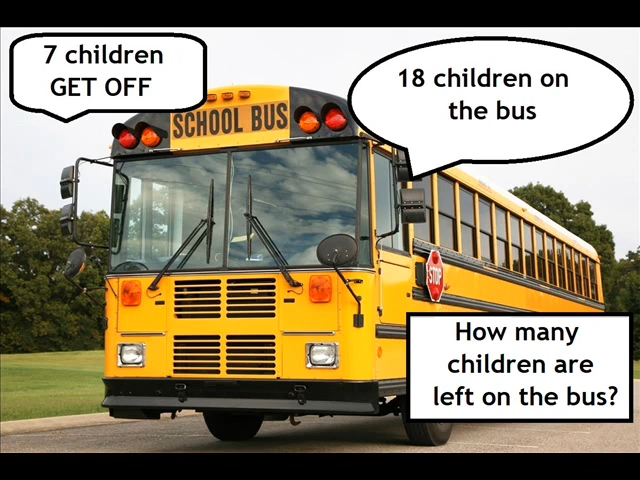 7 children
GET OFF
18 children on
the bus
SCHOOL BUS
STOP
How many
children are
left on the bus?